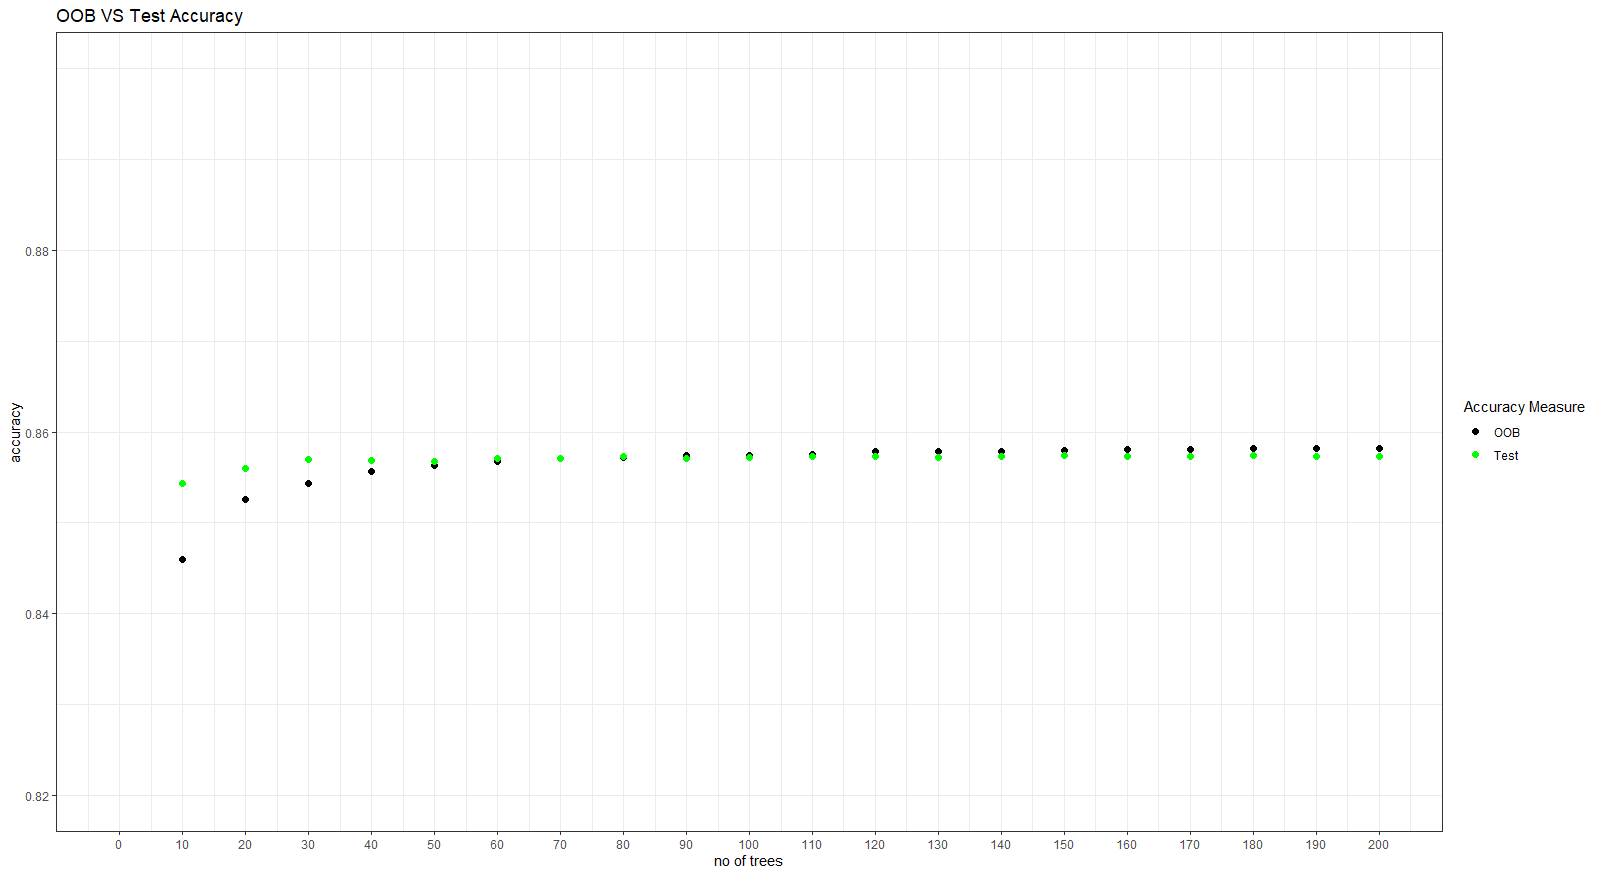 OOB VS Test Accuracy
0.88
0.86
0.84
0.82
accuracy
0 10 20 30 40 50 60 70 80 90 100 110 120 130 140 150 160 170 180 190 200
no of trees
Accuracy Measure
OOB
Test